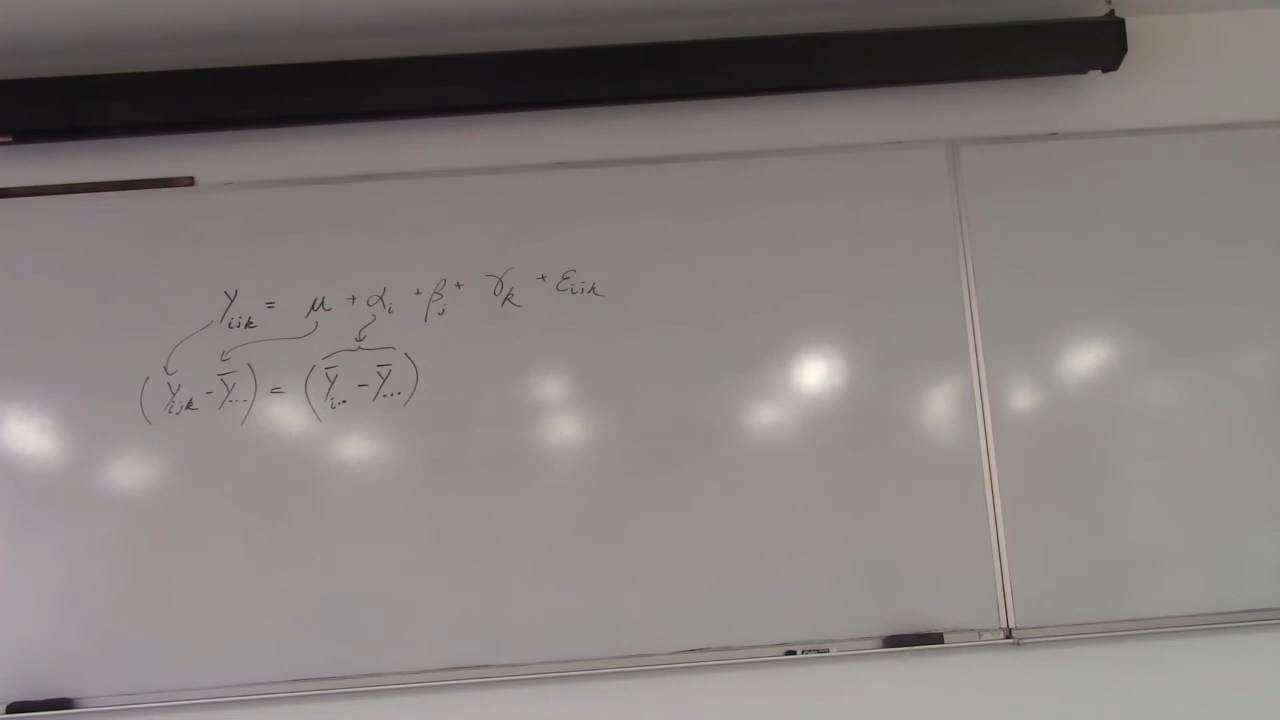 Y_ijk = μ + α_i + β_j + γ_k + ε_ijk
(Y_ijk - Ȳ...) = (Ȳ_i.. - Ȳ...)